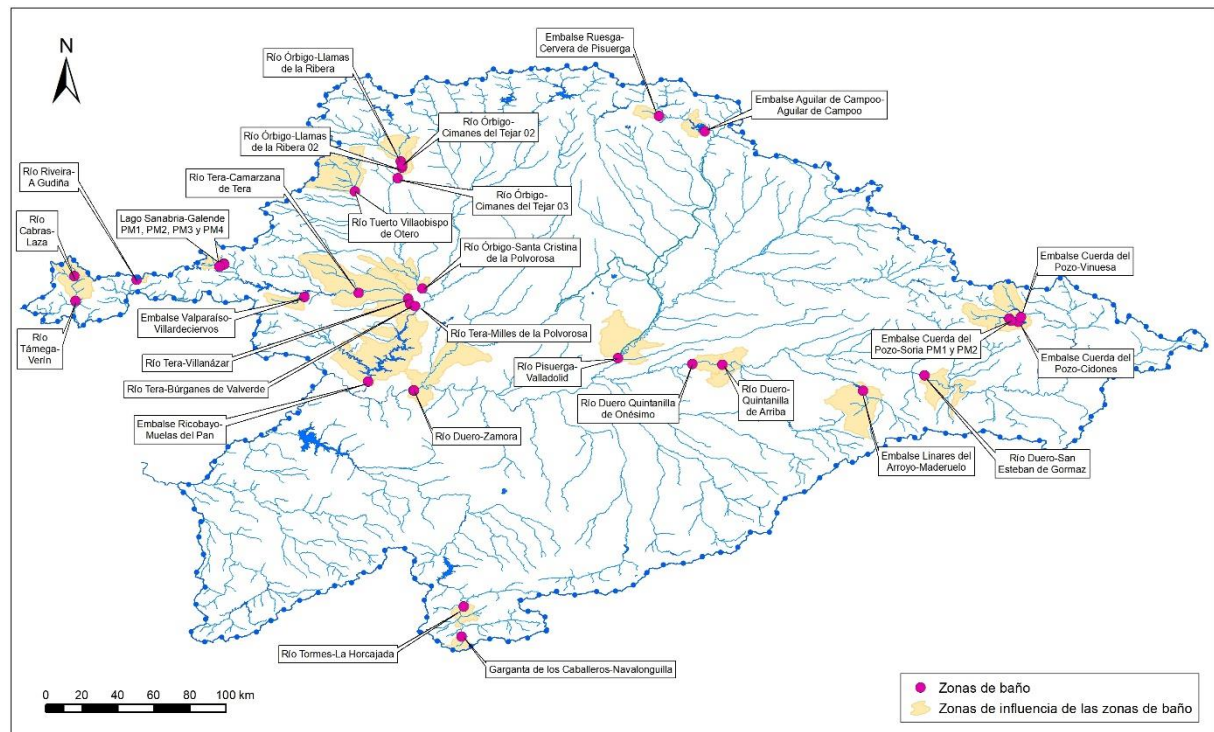 N
Embalse Ruesga-
Cervera de Pisuerga
Río Órbigo-Llamas
de la Ribera
Embalse Aguilar de Campoo-
Aguilar de Campoo
Río Órbigo-
Cimanes del Tejar 02
Río Órbigo-Llamas
de la Ribera 02
Río Riveira-
A Gudiña
Río Tera-Camarzana
de Tera
Río Órbigo-
Cimanes del Tejar 03
Río
Cabras-
Laza
Lago Sanabria-Galende
PM1, PM2, PM3 y PM4
Río Tuerto Villaobispo
de Otero
Río Órbigo-Santa Cristina
de la Polvorosa
Embalse Cuerda del
Pozo-Vinuesa
Embalse Valparaíso-
Villardeciervos
Río Tera-Milles de la Polvorosa
Río
Támega-
Verín
Embalse Cuerda del
Pozo-Soria PM1 y PM2
Río Tera-Villanázar
Río Pisuerga-
Valladolid
Embalse Cuerda del
Pozo-Cidones
Río Tera-Búrganes de Valverde
Río Duero Quintanilla
de Onésimo
Río Duero-
Quintanilla
de Arriba
Embalse Ricobayo-
Muelas del Pan
Río Duero-Zamora
Embalse Linares del
Arroyo-Maderuelo
Río Duero-San
Esteban de Gormaz
Río Tormes-La Horcajada
Garganta de los Caballeros-Navalonguilla
0 20 40 60 80 100 km
Zonas de baño
Zonas de influencia de las zonas de baño